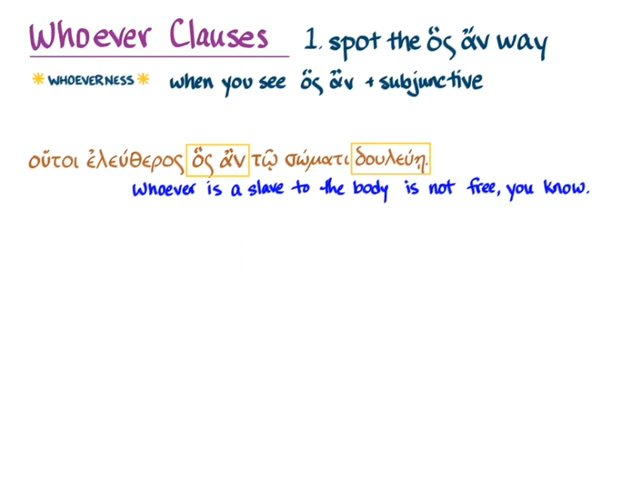 Whoever Clauses 1. spot the ὅς ἄν way
* WHOEVERNESS * when you see ὅς ἄν + subjunctive
οὔτοι ἐλεύθερος ὅς ἂν τῷ σώματι δουλεύῃ.
Whoever is a slave to the body is not free, you know.